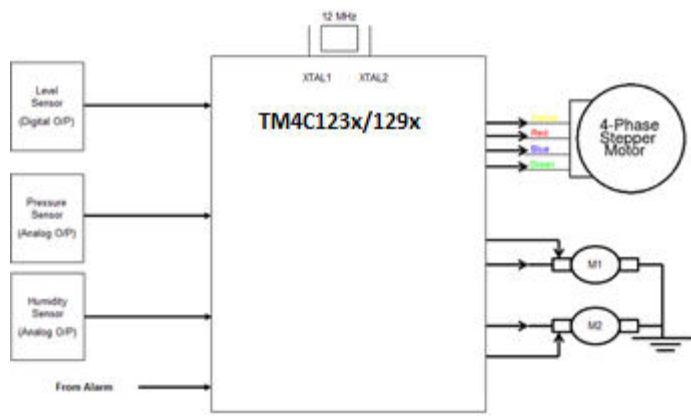 12 MHz
XTAL1 XTAL2
TM4C123x/129x
Level
Sensor
(Digital O/P)
Pressure
Sensor
(Analog O/P)
Humidity
Sensor
(Analog O/P)
From Alarm
Yellow
Red
Blue
Green
4-Phase
Stepper
Motor
M1
M2